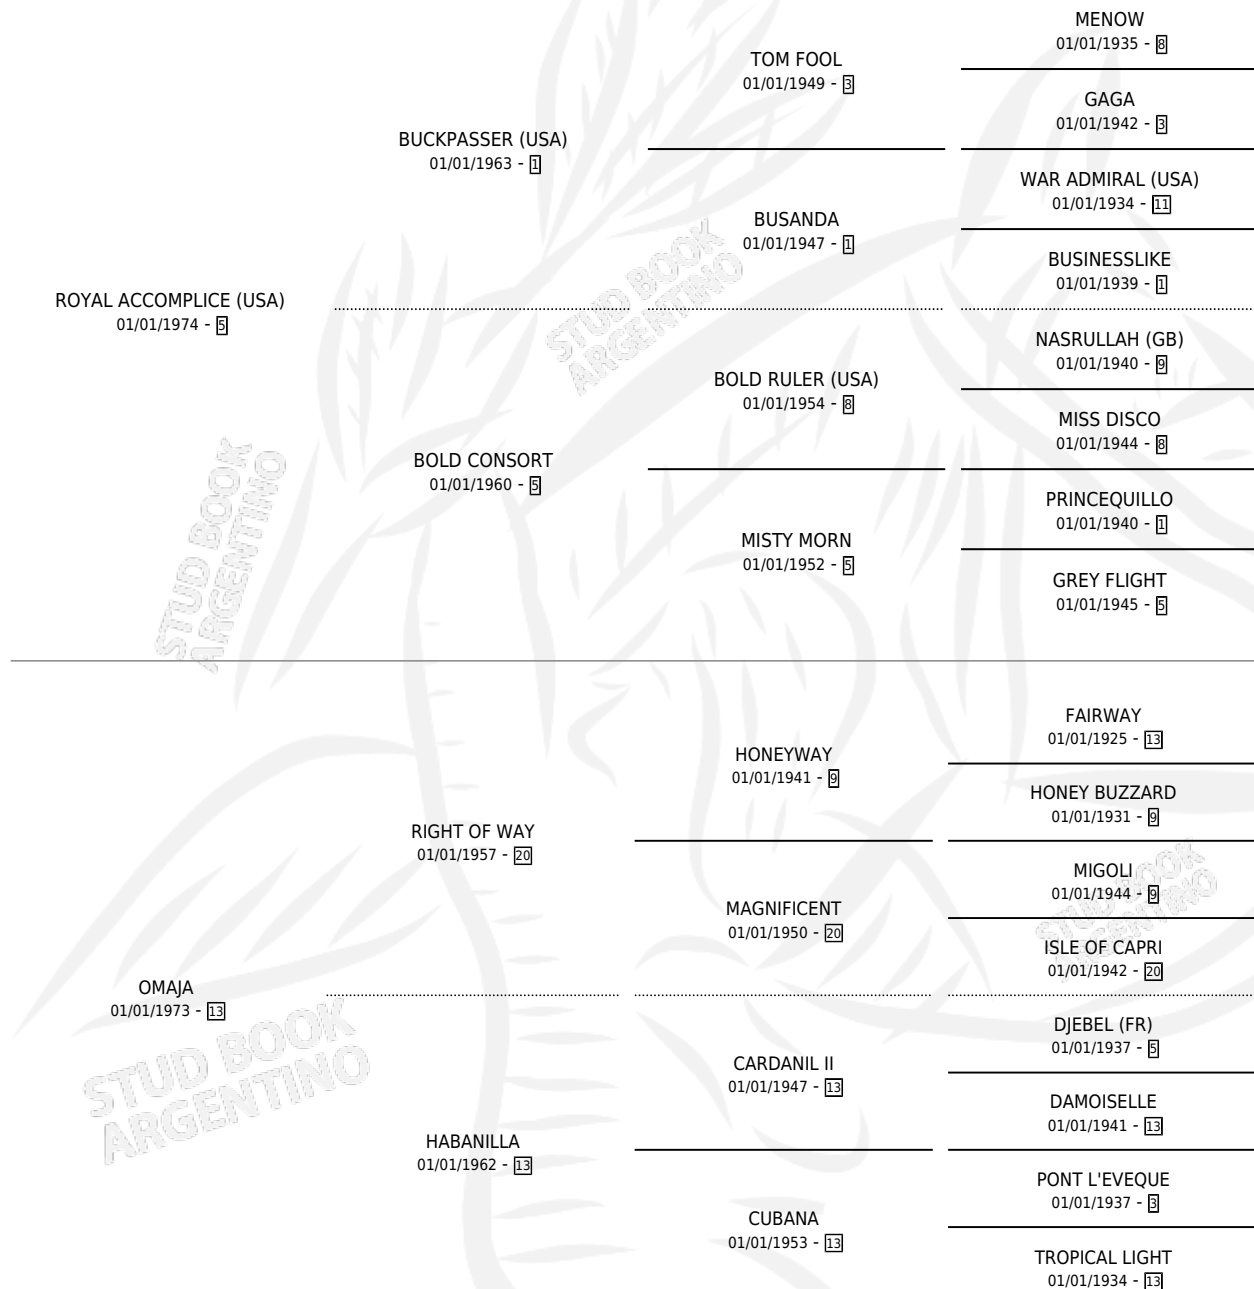 MENOW
01/01/1935 - 8
TOM FOOL
01/01/1949 - 3
GAGA
01/01/1942 - 3
BUCKPASSER (USA)
01/01/1963 - 1
WAR ADMIRAL (USA)
01/01/1934 - 11
BUSANDA
01/01/1947 - 1
BUSINESSLIKE
01/01/1939 - 1
ROYAL ACCOMPLICE (USA)
01/01/1974 - 5
NASRULLAH (GB)
01/01/1940 - 9
BOLD RULER (USA)
01/01/1954 - 8
MISS DISCO
01/01/1944 - 8
BOLD CONSORT
01/01/1960 - 5
PRINCEQUILLO
01/01/1940 - 1
MISTY MORN
01/01/1952 - 5
GREY FLIGHT
01/01/1945 - 5
FAIRWAY
01/01/1925 - 13
HONEYWAY
01/01/1941 - 9
HONEY BUZZARD
01/01/1931 - 9
RIGHT OF WAY
01/01/1957 - 20
MIGOLI
01/01/1944 - 9
MAGNIFICENT
01/01/1950 - 20
ISLE OF CAPRI
01/01/1942 - 20
OMAJA
01/01/1973 - 13
DJEBEL (FR)
01/01/1937 - 5
CARDANIL II
01/01/1947 - 13
DAMOISELLE
01/01/1941 - 13
HABANILLA
01/01/1962 - 13
PONT L'EVEQUE
01/01/1937 - 3
CUBANA
01/01/1953 - 13
TROPICAL LIGHT
01/01/1934 - 13
STUD BOOK
ARGENTINO
STUD BOOK
ARGENTINO
STUD BOOK
ARGENTINO
STUD BOOK
ARGENTINO